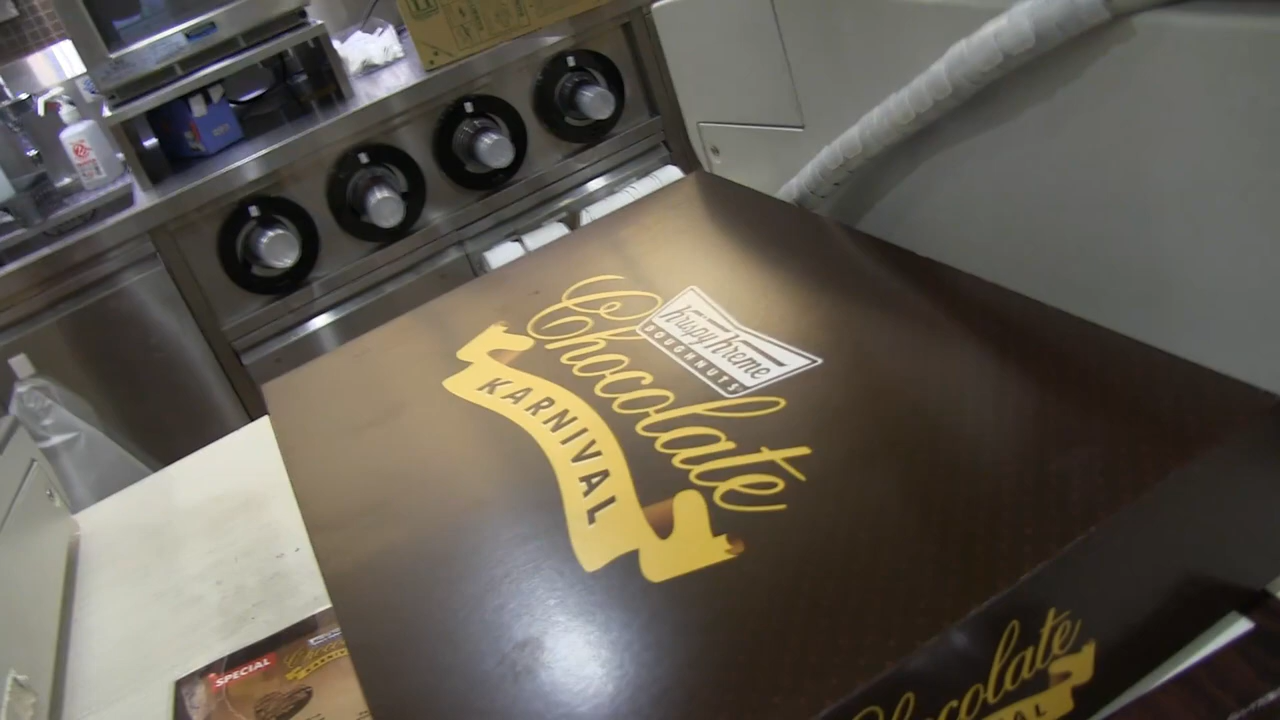 Krispy Kreme
DOUGHNUTS
Chocolate
KARNIVAL
SPECIAL
Chocolate